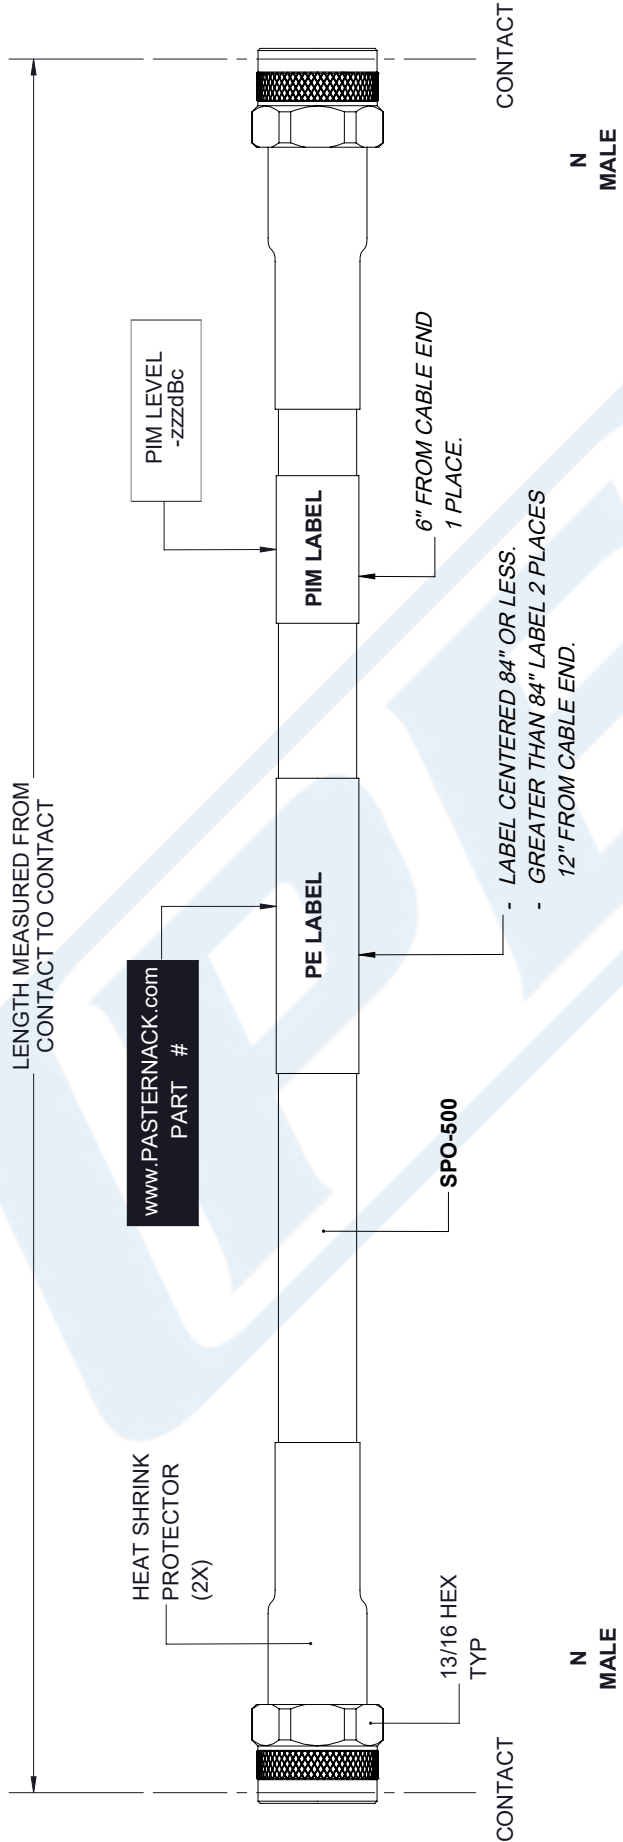 LENGTH MEASURED FROM
CONTACT TO CONTACT
www.PASTERNACK.com
PART #
PIM LEVEL
-zzzdBc
HEAT SHRINK
PROTECTOR
(2X)
PE LABEL
PIM LABEL
13/16 HEX
TYP
SPO-500
6" FROM CABLE END
1 PLACE.
- LABEL CENTERED 84" OR LESS.
- GREATER THAN 84" LABEL 2 PLACES
12" FROM CABLE END.
CONTACT
CONTACT
N
MALE
N
MALE